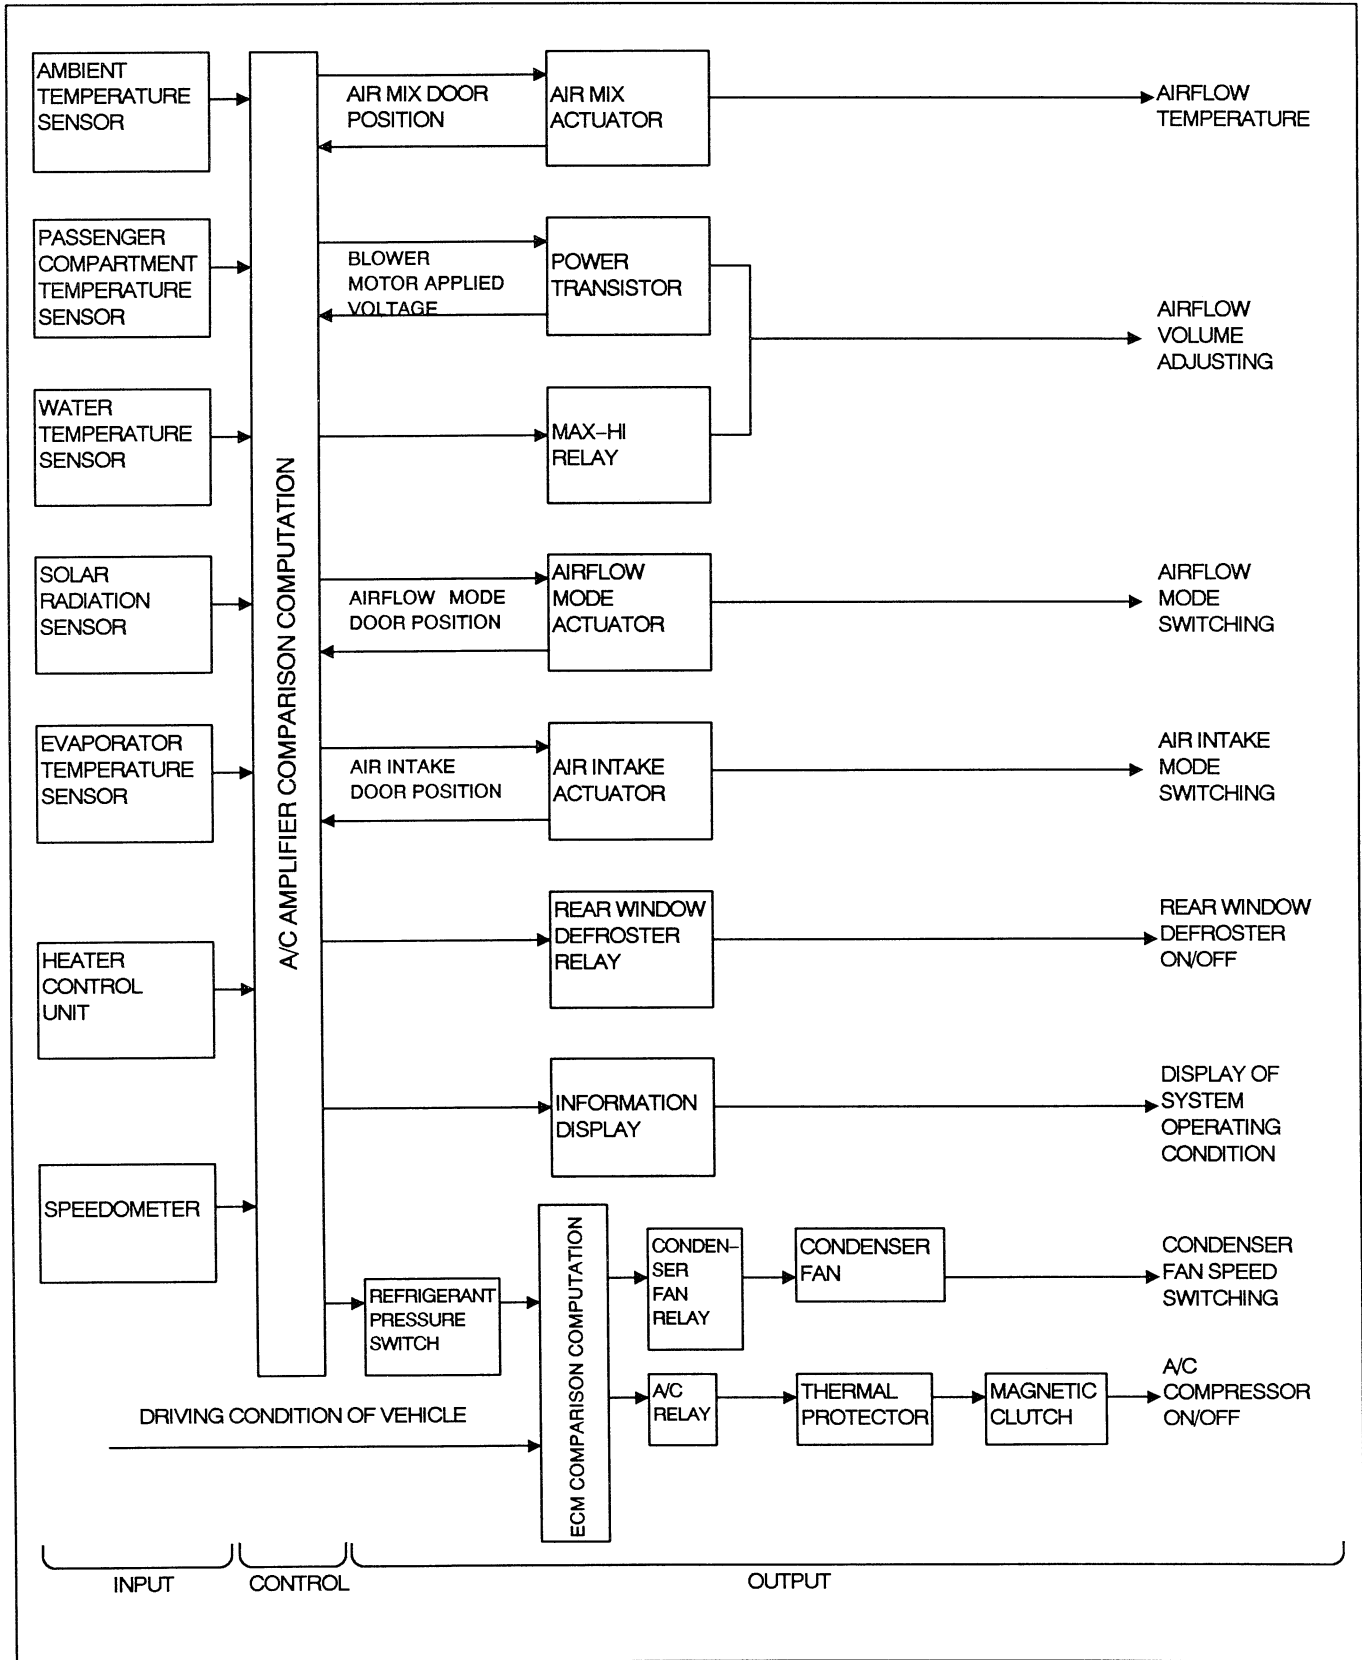 AMBIENT
TEMPERATURE
SENSOR
PASSENGER
COMPARTMENT
TEMPERATURE
SENSOR
WATER
TEMPERATURE
SENSOR
SOLAR
RADIATION
SENSOR
EVAPORATOR
TEMPERATURE
SENSOR
HEATER
CONTROL
UNIT
SPEEDOMETER
A/C AMPLIFIER COMPARISON COMPUTATION
AIR MIX DOOR
POSITION
AIR MIX
ACTUATOR
AIRFLOW
TEMPERATURE
BLOWER
MOTOR APPLIED
VOLTAGE
POWER
TRANSISTOR
MAX-HI
RELAY
AIRFLOW
VOLUME
ADJUSTING
AIRFLOW MODE
DOOR POSITION
AIRFLOW
MODE
ACTUATOR
AIRFLOW
MODE
SWITCHING
AIR INTAKE
DOOR POSITION
AIR INTAKE
ACTUATOR
AIR INTAKE
MODE
SWITCHING
REAR WINDOW
DEFROSTER
RELAY
REAR WINDOW
DEFROSTER
ON/OFF
INFORMATION
DISPLAY
DISPLAY OF
SYSTEM
OPERATING
CONDITION
REFRIGERANT
PRESSURE
SWITCH
DRIVING CONDITION OF VEHICLE
ECM COMPARISON COMPUTATION
CONDEN-
SER
FAN
RELAY
CONDENSER
FAN
CONDENSER
FAN SPEED
SWITCHING
A/C
RELAY
THERMAL
PROTECTOR
MAGNETIC
CLUTCH
A/C
COMPRESSOR
ON/OFF
INPUT
CONTROL
OUTPUT